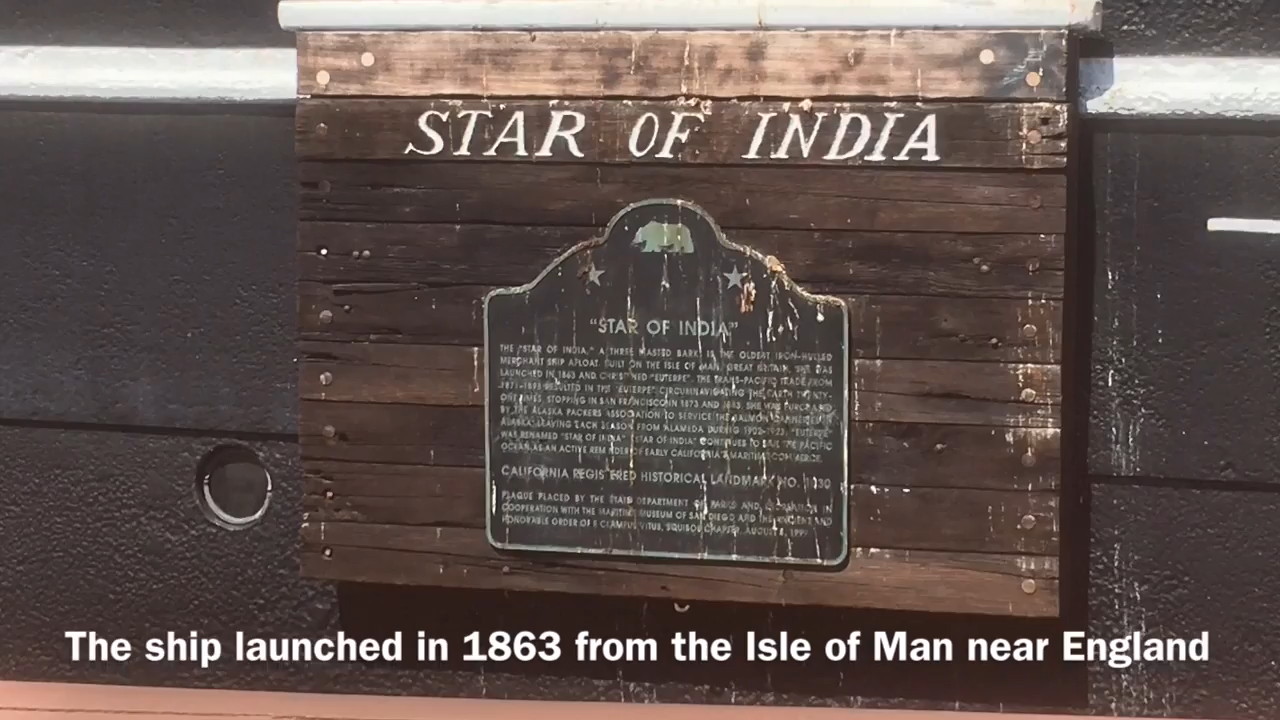 STAR OF INDIA
"STAR OF INDIA"
THE "STAR OF INDIA," A THREE MASTED BARK, IS THE OLDEST IRON-HULLED
MERCHANT SHIP AFLOAT. BUILT ON THE ISLE OF MAN, GREAT BRITAIN, SHE WAS
LAUNCHED IN 1863 AND CHRISTENED "EUTERPE". THE TRANS-PACIFIC TRADE FROM
1871-1898 RESULTED IN THE "EUTERPE" CIRCUMNAVIGATING THE EARTH TWENTY-
ONE TIMES, STOPPING IN SAN FRANCISCO IN 1873 AND 1883. SHE WAS PURCHASED
BY THE ALASKA PACKERS ASSOCIATION TO SERVICE THE SALMON CANNERIES IN
ALASKA LEAVING EACH SEASON FROM ALAMEDA DURING 1902-1923. "EUTERPE"
WAS RENAMED "STAR OF INDIA". "STAR OF INDIA" CONTINUES TO SAIL THE PACIFIC
OCEAN AS AN ACTIVE REMINDER OF EARLY CALIFORNIA'S MARITIME COMMERCE.
CALIFORNIA REGISTERED HISTORICAL LANDMARK NO. 1030
PLAQUE PLACED BY THE STATE DEPARTMENT OF PARKS AND RECREATION IN
COOPERATION WITH THE MARITIME MUSEUM OF SAN DIEGO AND THE ANCIENT AND
HONORABLE ORDER OF E CLAMPUS VITUS, SQUIBOB CHAPTER, AUGUST 8, 1999
The ship launched in 1863 from the Isle of Man near England